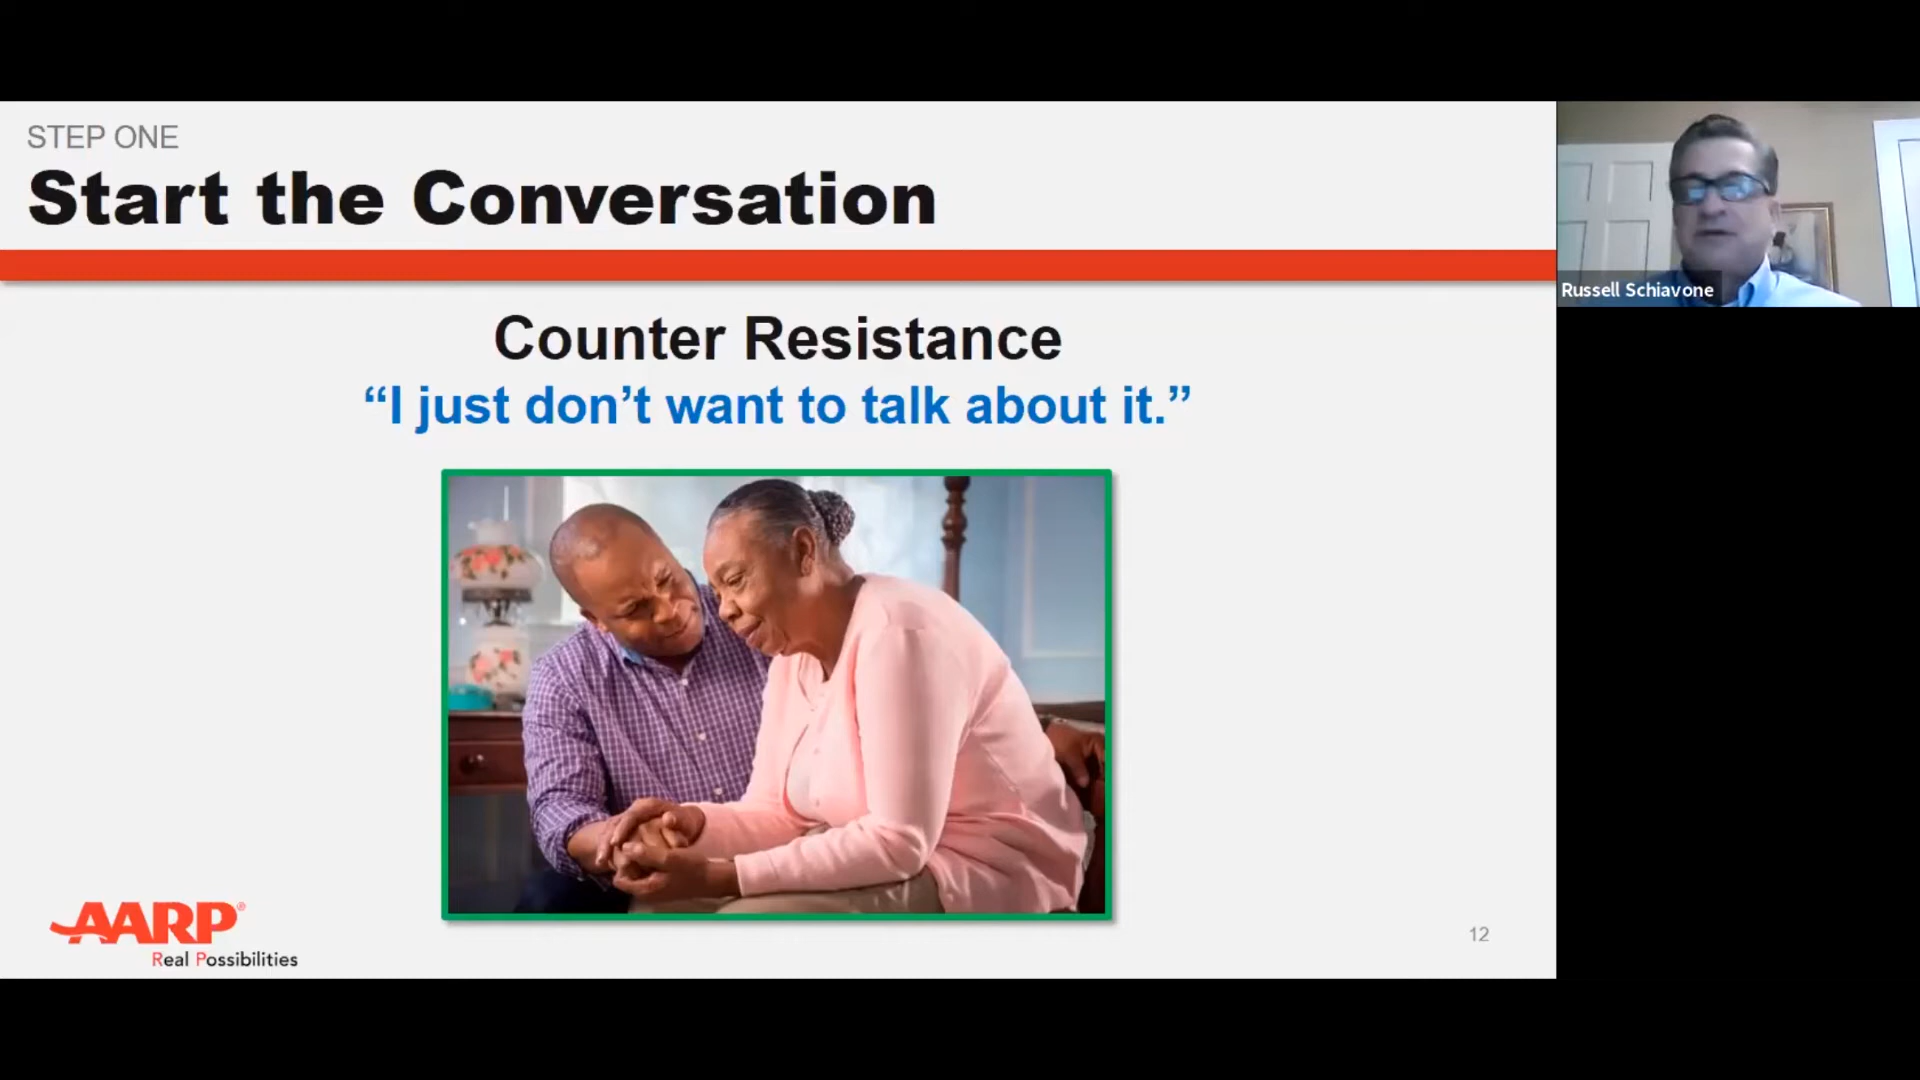 STEP ONE
Start the Conversation
Counter Resistance
“I just don’t want to talk about it.”
AARP®
Real Possibilities
12
Russell Schiavone